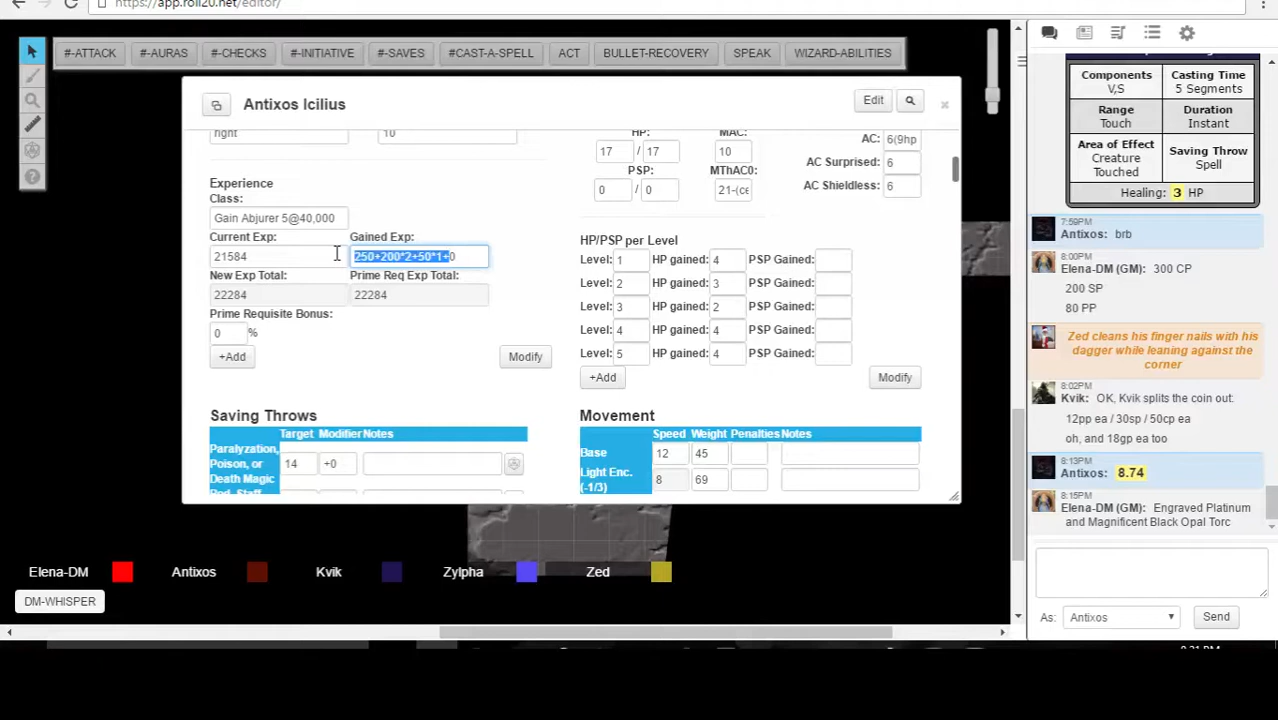 https://app.roll20.net/editor/
#-ATTACK #-AURAS #-CHECKS #-INITIATIVE #-SAVES #CAST-A-SPELL ACT BULLET-RECOVERY SPEAK WIZARD-ABILITIES
Antixos Icilius
Edit
right 10
HP: MAC: AC: 6(9hp
17 / 17 10
PSP: MThAC0: AC Surprised: 6
0 / 0 21-(ce AC Shieldless: 6
Experience
Class:
Gain Abjurer 5@40,000
Current Exp: Gained Exp:
21584 250+200*2+50*1+0
New Exp Total: Prime Req Exp Total:
22284 22284
Prime Requisite Bonus:
0 %
+Add Modify
HP/PSP per Level
Level: 1 HP gained: 4 PSP Gained:
Level: 2 HP gained: 3 PSP Gained:
Level: 3 HP gained: 2 PSP Gained:
Level: 4 HP gained: 4 PSP Gained:
Level: 5 HP gained: 4 PSP Gained:
+Add Modify
Saving Throws
Target Modifier Notes
Paralyzation,
Poison, or
Death Magic
14 +0
Movement
Speed Weight Penalties Notes
Base 12 45
Light Enc.
(-1/3)
8 69
Elena-DM Antixos Kvik Zylpha Zed
DM-WHISPER
Components Casting Time
V,S 5 Segments
Range Duration
Touch Instant
Area of Effect Saving Throw
Creature
Touched
Spell
Healing: 3 HP
7:59PM
Antixos: brb
8:00PM
Elena-DM (GM): 300 CP
200 SP
80 PP
Zed cleans his finger nails with his
dagger while leaning against the
corner
8:02PM
Kvik: OK, Kvik splits the coin out:
12pp ea / 30sp / 50cp ea
oh, and 18gp ea too
8:13PM
Antixos: 8.74
8:15PM
Elena-DM (GM): Engraved Platinum
and Magnificent Black Opal Torc
As: Antixos Send